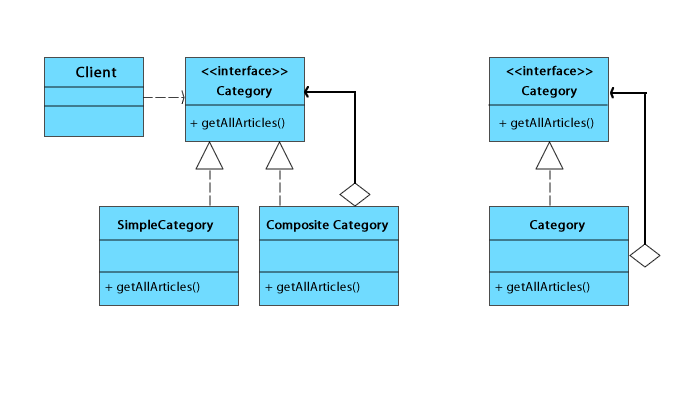 Client
<<interface>>
Category
+ getAllArticles()
SimpleCategory
+ getAllArticles()
Composite Category
+ getAllArticles()
<<interface>>
Category
+ getAllArticles()
Category
+ getAllArticles()